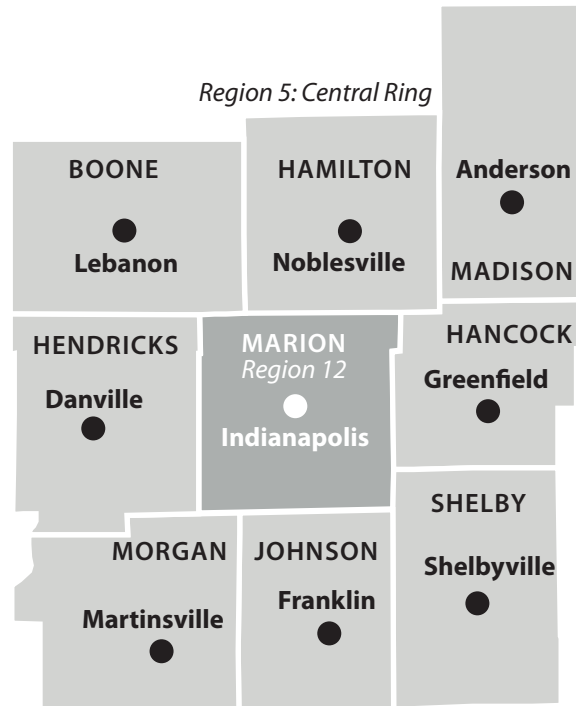 Region 5: Central Ring
BOONE
Lebanon
HAMILTON
Noblesville
Anderson
MADISON
HENDRICKS
Danville
MARION
Region 12
Indianapolis
HANCOCK
Greenfield
MORGAN
Martinsville
JOHNSON
Franklin
SHELBY
Shelbyville